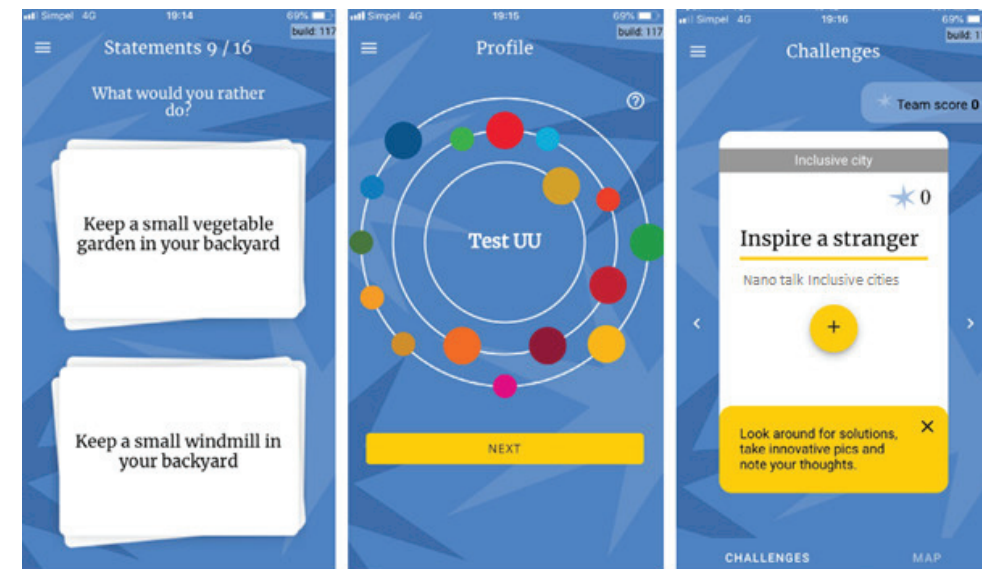 Simpel 4G 19:14 69%
build: 117
Statements 9 / 16
What would you rather
do?
Keep a small vegetable
garden in your backyard
Keep a small windmill in
your backyard
Simpel 4G 19:15 69%
build: 117
Profile
?
Test UU
NEXT
Simpel 4G 19:16 69%
build: 1
Challenges
Team score 0
Inclusive city
0
Inspire a stranger
Nano talk Inclusive cities
+
Look around for solutions,
take innovative pics and
note your thoughts.
CHALLENGES MAP